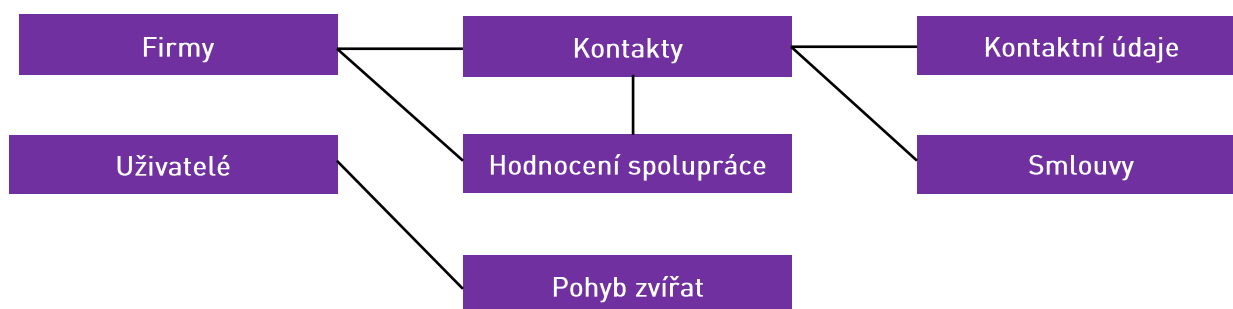 Firmy
Kontakty
Kontaktní údaje
Uživatelé
Hodnocení spolupráce
Smlouvy
Pohyb zvířat